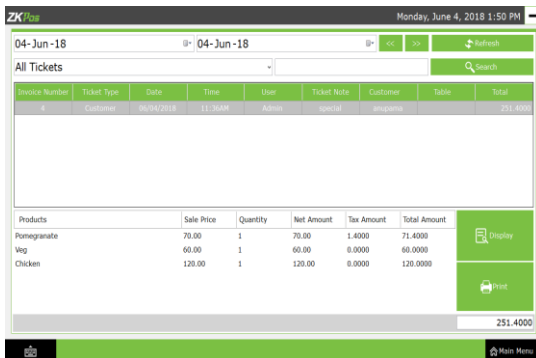 ZKPos Monday, June 4, 2018 1:50 PM
04-Jun-18 04-Jun-18 << >> Refresh
All Tickets Search
Invoice Number Ticket Type Date Time User Ticket Note Customer Table Total
4 Customer 06/04/2018 11:36AM Admin special anupama 251.4000
Products Sale Price Quantity Net Amount Tax Amount Total Amount
Pomegranate 70.00 1 70.00 1.4000 71.4000
Veg 60.00 1 60.00 0.0000 60.0000
Chicken 120.00 1 120.00 0.0000 120.0000
Display
Print
251.4000
Main Menu